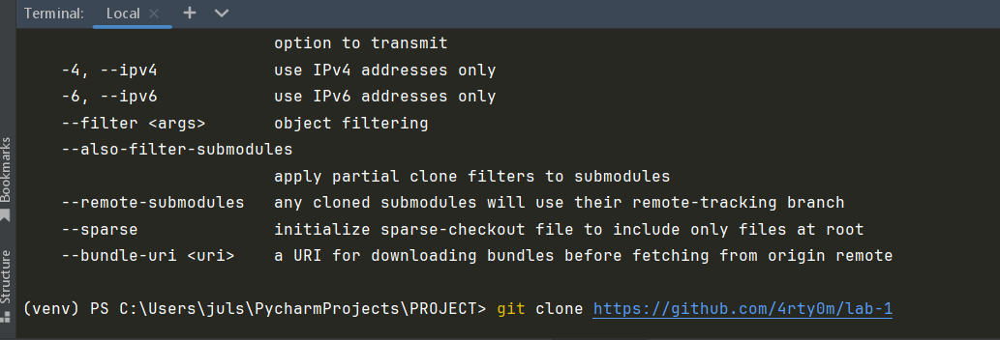 Terminal: Local × + ∨
option to transmit
-4, --ipv4 use IPv4 addresses only
-6, --ipv6 use IPv6 addresses only
--filter <args> object filtering
--also-filter-submodules
apply partial clone filters to submodules
--remote-submodules any cloned submodules will use their remote-tracking branch
--sparse initialize sparse-checkout file to include only files at root
--bundle-uri <uri> a URI for downloading bundles before fetching from origin remote
(venv) PS C:\Users\juls\PycharmProjects\PROJECT> git clone https://github.com/4rty0m/lab-1
Bookmarks
Structure